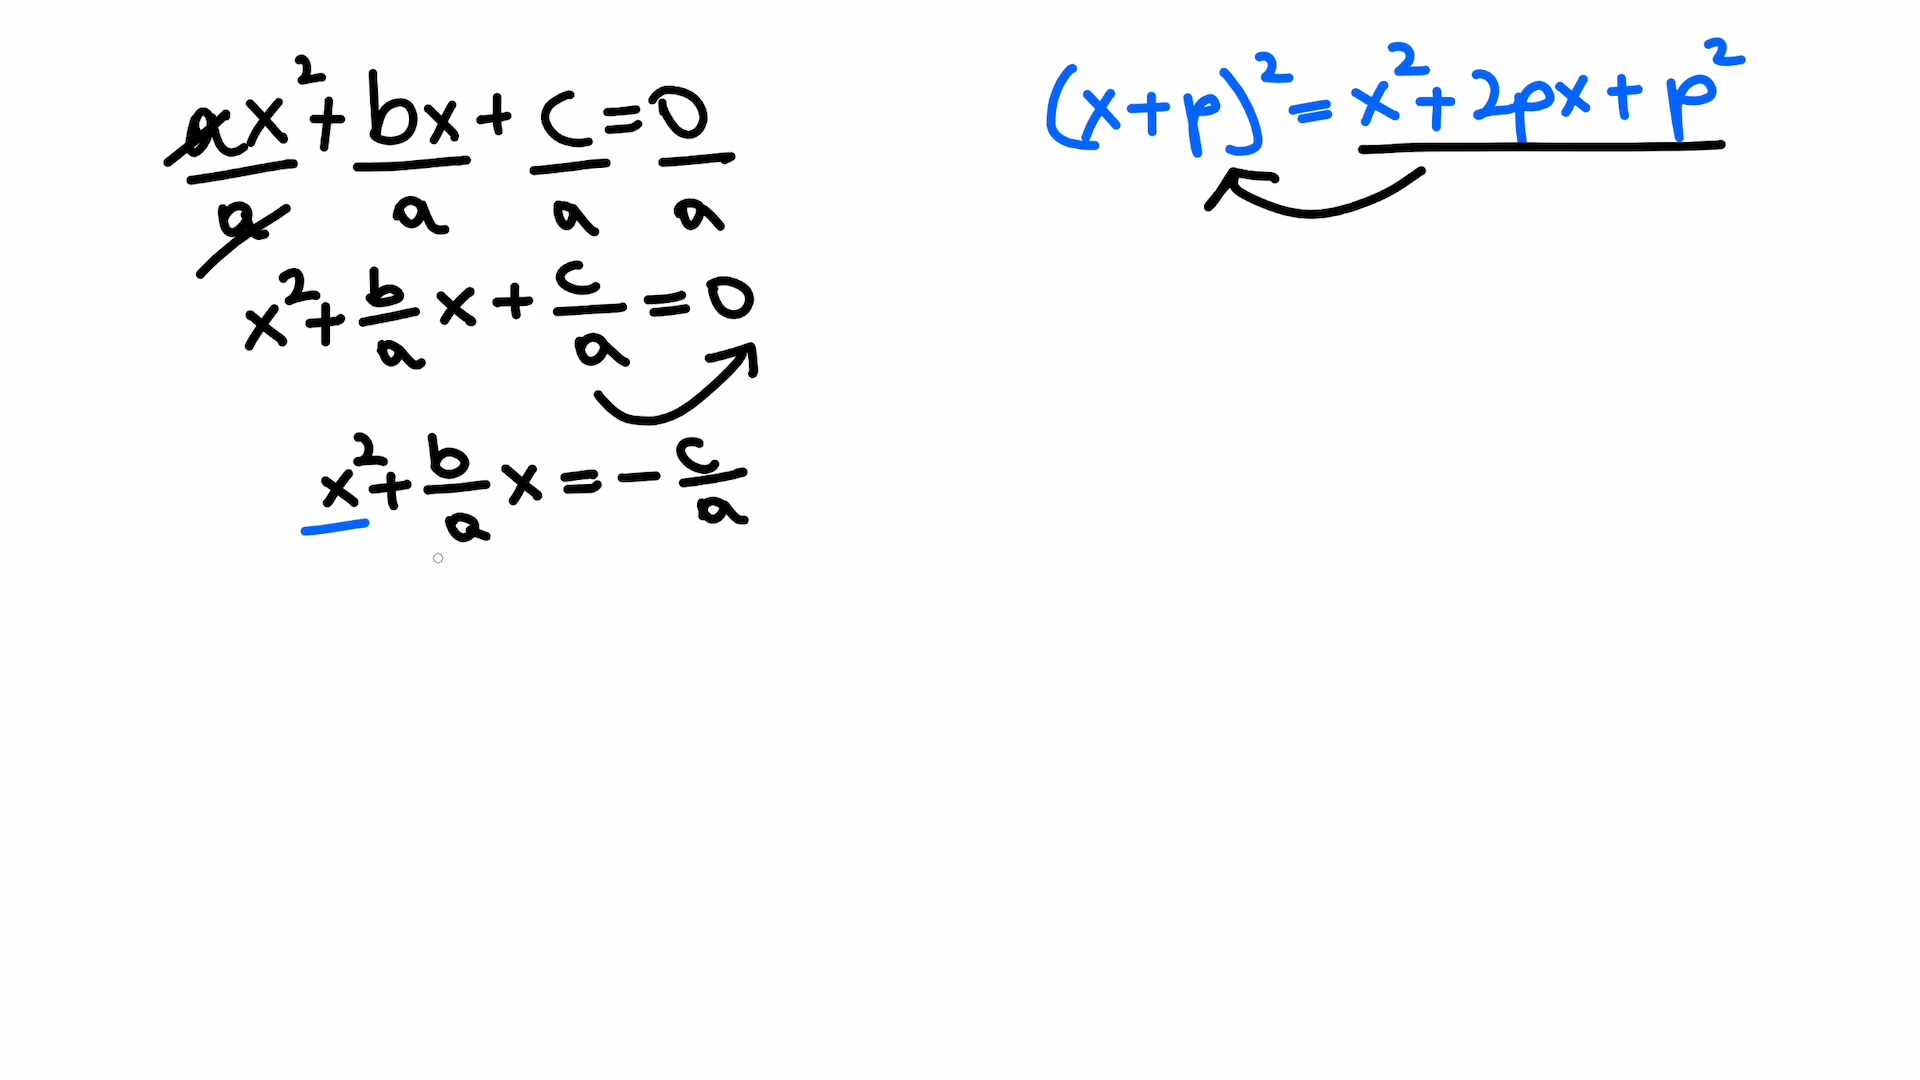 ax² + bx + c = 0
a a a a
x² + b/a x + c/a = 0
x² + b/a x = - c/a
(x+p)² = x² + 2px + p²